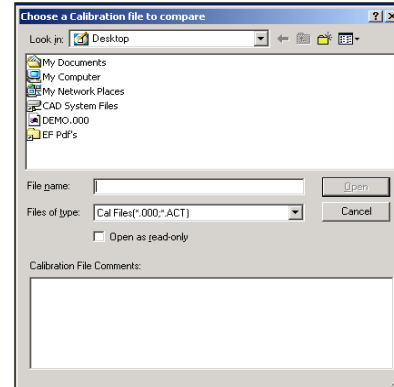 Choose a Calibration file to compare
Look in: Desktop
My Documents
My Computer
My Network Places
CAD System Files
DEMO.000
EF Pdf's
File name:
Open
Files of type: Cal Files(*.000;*.ACT)
Cancel
Open as read-only
Calibration File Comments: